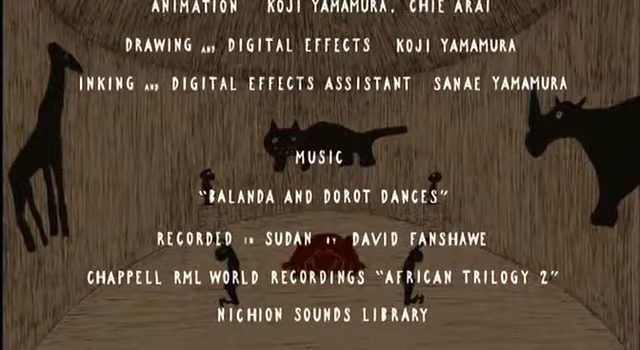 ANIMATION KOJI YAMAMURA, CHIE ARAI
DRAWING AND DIGITAL EFFECTS KOJI YAMAMURA
INKING AND DIGITAL EFFECTS ASSISTANT SANAE YAMAMURA
MUSIC
"BALANDA AND DOROT DANCES"
RECORDED IN SUDAN BY DAVID FANSHAWE
CHAPPELL RML WORLD RECORDINGS "AFRICAN TRILOGY 2"
NICHION SOUNDS LIBRARY